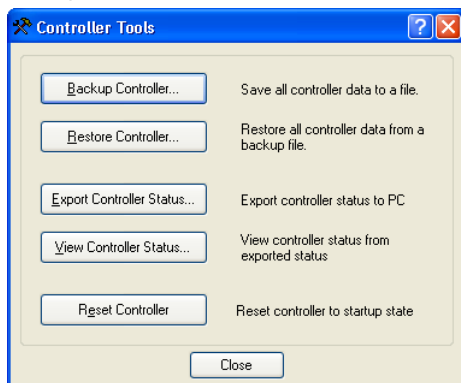 Controller Tools
Backup Controller...
Save all controller data to a file.
Restore Controller...
Restore all controller data from a
backup file.
Export Controller Status...
Export controller status to PC
View Controller Status...
View controller status from
exported status
Reset Controller
Reset controller to startup state
Close